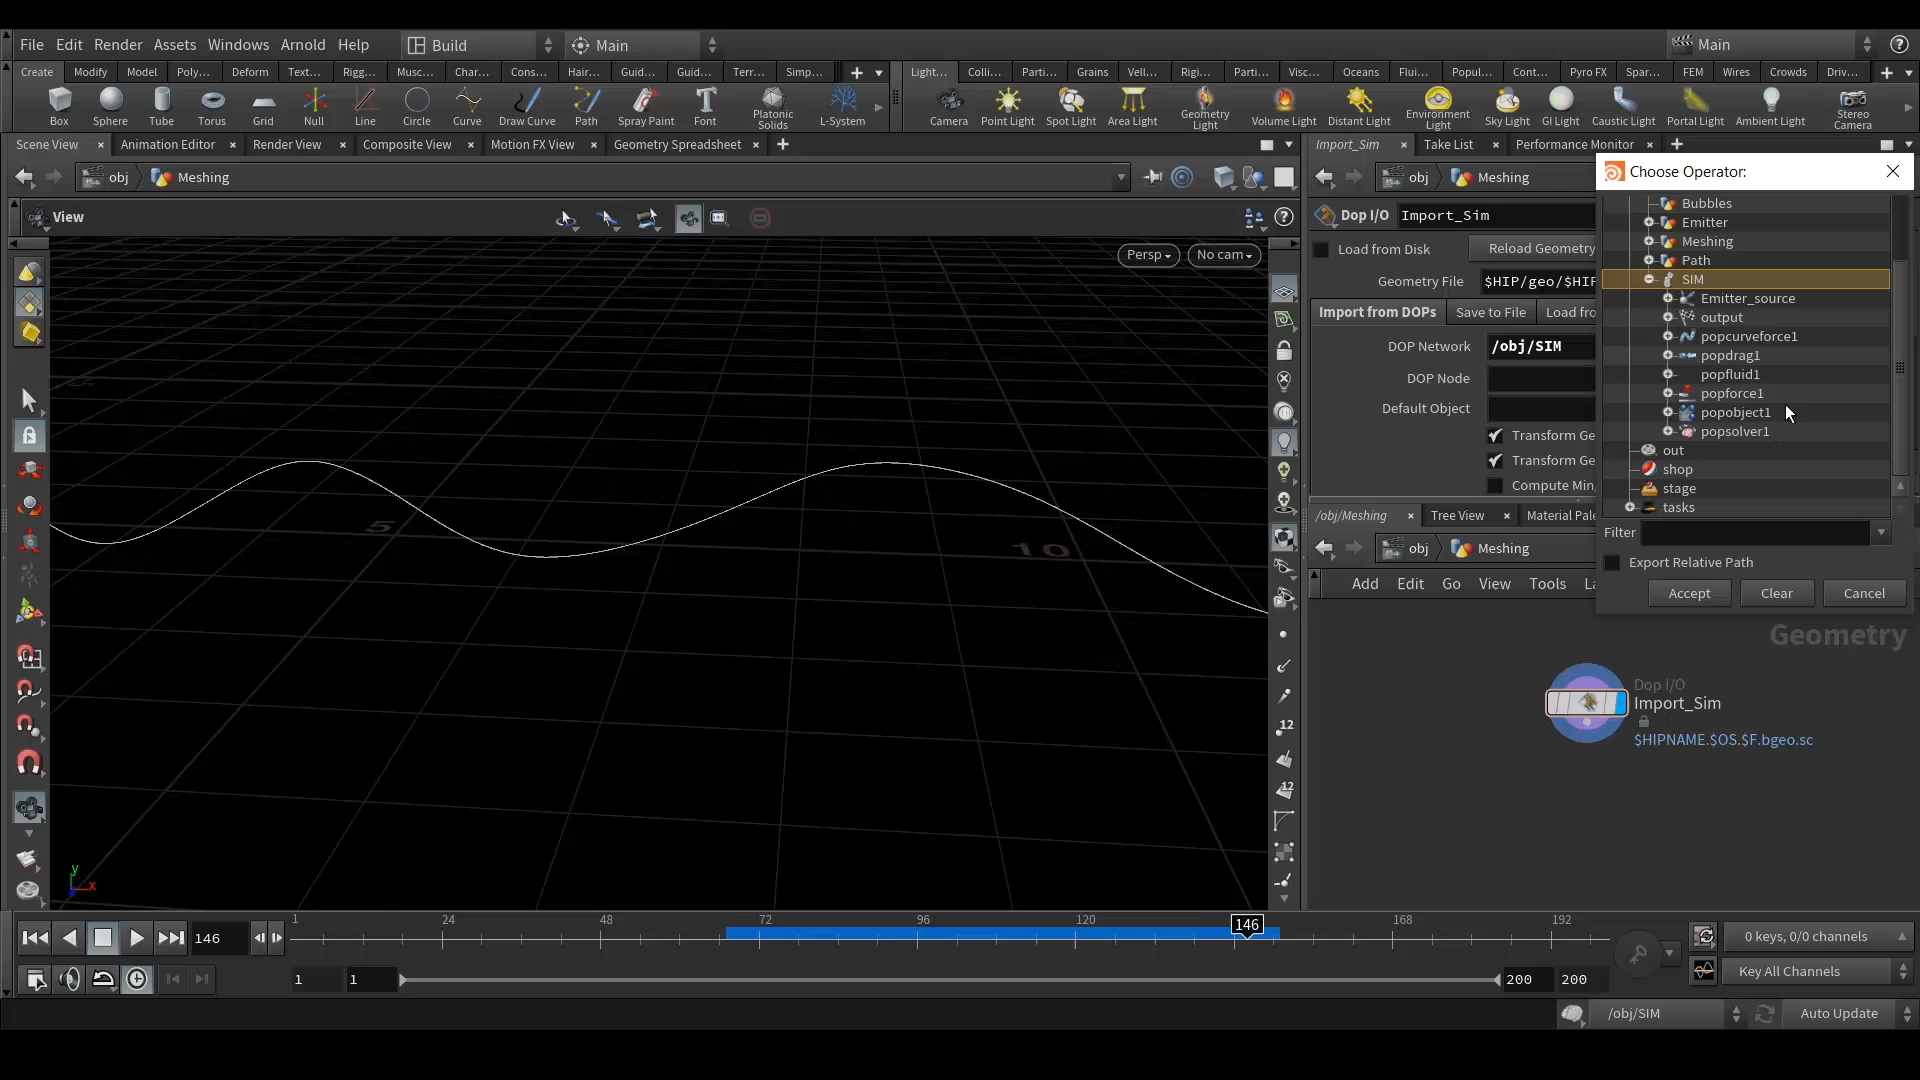 File Edit Render Assets Windows Arnold Help Build Main Main
Create Modify Model Poly... Deform Text... Rigg... Musc... Char... Cons... Hair... Guid... Guid... Terr... Simp... Light... Colli... Parti... Grains Vell... Rigi... Parti... Visc... Oceans Flui... Popul... Cont... Pyro FX Spar... FEM Wires Crowds Driv...
Box Sphere Tube Torus Grid Null Line Circle Curve Draw Curve Path Spray Paint Font Platonic Solids L-System Camera Point Light Spot Light Area Light Geometry Light Volume Light Distant Light Environment Light Sky Light GI Light Caustic Light Portal Light Ambient Light Stereo Camera
Scene View Animation Editor Render View Composite View Motion FX View Geometry Spreadsheet Import_Sim Take List Performance Monitor
obj Meshing obj Meshing
View
Persp No cam
5
10
y
x
Dop I/O Import_Sim
Load from Disk Reload Geometry
Geometry File $HIP/geo/$HIP
Import from DOPs Save to File Load fro
DOP Network /obj/SIM
DOP Node
Default Object
Transform Ge
Transform Ge
Compute Min
Choose Operator:
Bubbles
Emitter
Meshing
Path
SIM
Emitter_source
output
popcurveforce1
popdrag1
popfluid1
popforce1
popobject1
popsolver1
out
shop
stage
tasks
Filter
Export Relative Path
Accept Clear Cancel
/obj/Meshing Tree View Material Pale
obj Meshing
Add Edit Go View Tools La
Geometry
Dop I/O
Import_Sim
$HIPNAME.$OS.$F.bgeo.sc
12
12
1 24 48 72 96 120 146 168 192
146
1 1 200 200
0 keys, 0/0 channels
Key All Channels
/obj/SIM Auto Update